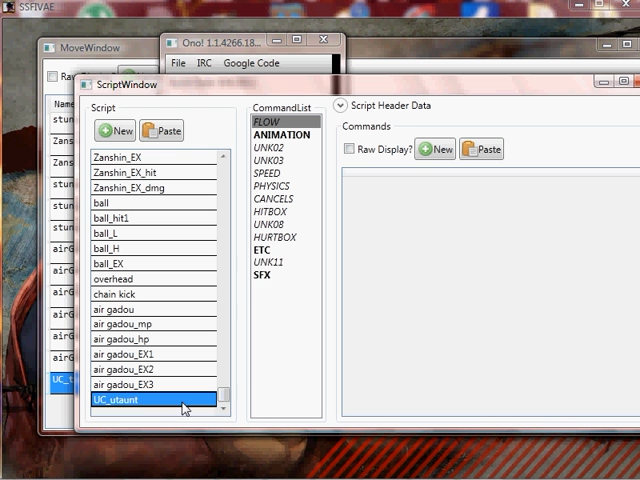 SSFIVAE
MoveWindow
Ono! 1.1.4266.18...
File IRC Google Code
ScriptWindow
Script
New Paste
Zanshin_EX
Zanshin_EX_hit
Zanshin_EX_dmg
ball
ball_hit1
ball_L
ball_H
ball_EX
overhead
chain kick
air gadou
air gadou_mp
air gadou_hp
air gadou_EX1
air gadou_EX2
air gadou_EX3
UC_utaunt
CommandList
FLOW
ANIMATION
UNK02
UNK03
SPEED
PHYSICS
CANCELS
HITBOX
UNK08
HURTBOX
ETC
UNK11
SFX
Script Header Data
Commands
Raw Display? New Paste